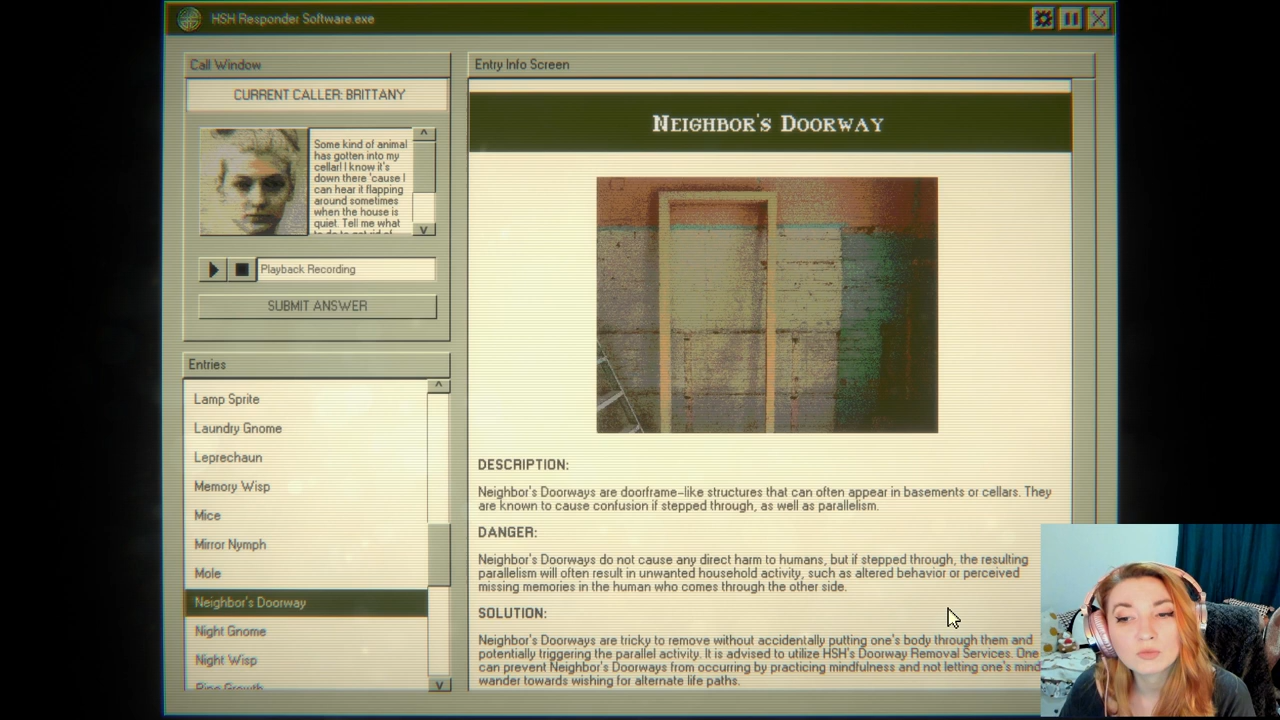 HSH Responder Software.exe
Call Window
CURRENT CALLER: BRITTANY
Some kind of animal
has gotten into my
cellar! I know it's
down there 'cause I
can hear it flapping
around sometimes
when the house is
quiet. Tell me what
Playback Recording
SUBMIT ANSWER
Entries
Lamp Sprite
Laundry Gnome
Leprechaun
Memory Wisp
Mice
Mirror Nymph
Mole
Neighbor's Doorway
Night Gnome
Night Wisp
Entry Info Screen
Neighbor's Doorway
DESCRIPTION:
Neighbor's Doorways are doorframe-like structures that can often appear in basements or cellars. They
are known to cause confusion if stepped through, as well as parallelism.
DANGER:
Neighbor's Doorways do not cause any direct harm to humans, but if stepped through, the resulting
parallelism will often result in unwanted household activity, such as altered behavior or perceived
missing memories in the human who comes through the other side.
SOLUTION:
Neighbor's Doorways are tricky to remove without accidentally putting one's body through them and
potentially triggering the parallel activity. It is advised to utilize HSH's Doorway Removal Services. One
can prevent Neighbor's Doorways from occurring by practicing mindfulness and not letting one's mind
wander towards wishing for alternate life paths.